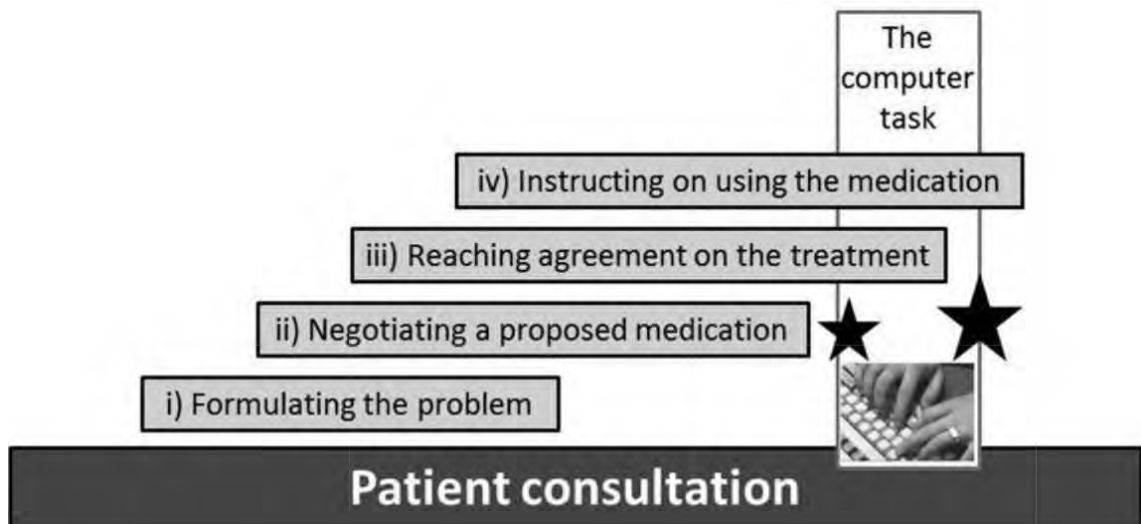 The
computer
task
iv) Instructing on using the medication
iii) Reaching agreement on the treatment
ii) Negotiating a proposed medication
i) Formulating the problem
Patient consultation